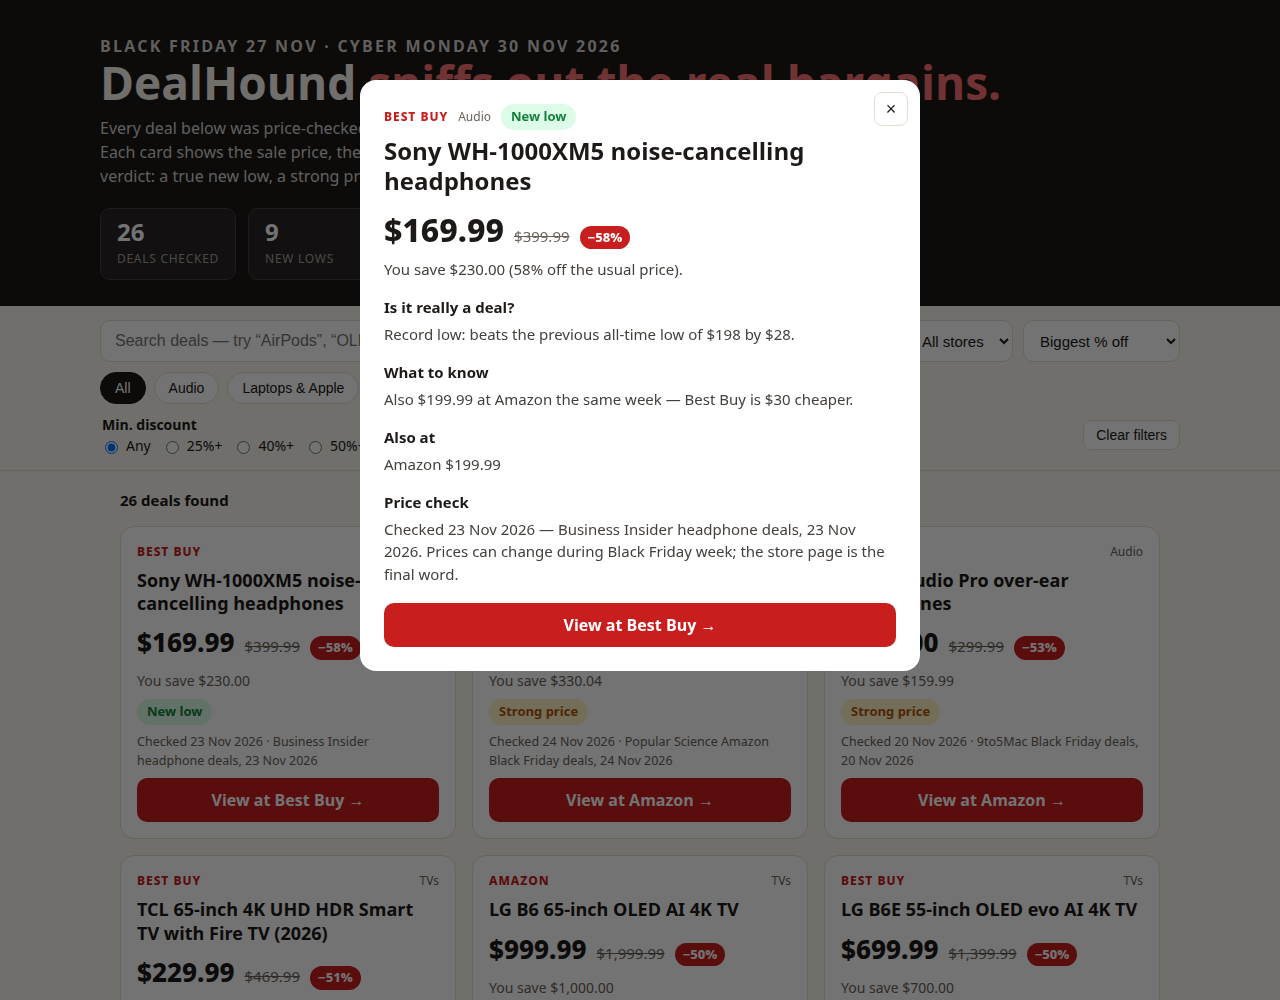 BLACK FRIDAY 27 NOV · CYBER MONDAY 30 NOV 2026
DealHound sniffs out the real bargains.
Every deal below was price-checked
Each card shows the sale price, the
verdict: a true new low, a strong pr
26
DEALS CHECKED
9
NEW LOWS
BEST BUY Audio New low
×
Sony WH-1000XM5 noise-cancelling
headphones
$169.99 $399.99 −58%
You save $230.00 (58% off the usual price).
Is it really a deal?
Record low: beats the previous all-time low of $198 by $28.
What to know
Also $199.99 at Amazon the same week — Best Buy is $30 cheaper.
Also at
Amazon $199.99
Price check
Checked 23 Nov 2026 — Business Insider headphone deals, 23 Nov
2026. Prices can change during Black Friday week; the store page is the
final word.
View at Best Buy →
Search deals — try “AirPods”, “OL
All stores
Biggest % off
All
Audio
Laptops & Apple
Min. discount
Any 25%+ 40%+ 50%+
Clear filters
26 deals found
BEST BUY
Sony WH-1000XM5 noise-
cancelling headphones
$169.99 $399.99 −58%
You save $230.00
New low
Checked 23 Nov 2026 · Business Insider
headphone deals, 23 Nov 2026
View at Best Buy →
You save $330.04
Strong price
Checked 24 Nov 2026 · Popular Science Amazon
Black Friday deals, 24 Nov 2026
View at Amazon →
Audio
udio Pro over-ear
nes
00 $299.99 −53%
You save $159.99
Strong price
Checked 20 Nov 2026 · 9to5Mac Black Friday deals,
20 Nov 2026
View at Amazon →
BEST BUY TVs
TCL 65-inch 4K UHD HDR Smart
TV with Fire TV (2026)
$229.99 $469.99 −51%
AMAZON TVs
LG B6 65-inch OLED AI 4K TV
$999.99 $1,999.99 −50%
You save $1,000.00
BEST BUY TVs
LG B6E 55-inch OLED evo AI 4K TV
$699.99 $1,399.99 −50%
You save $700.00